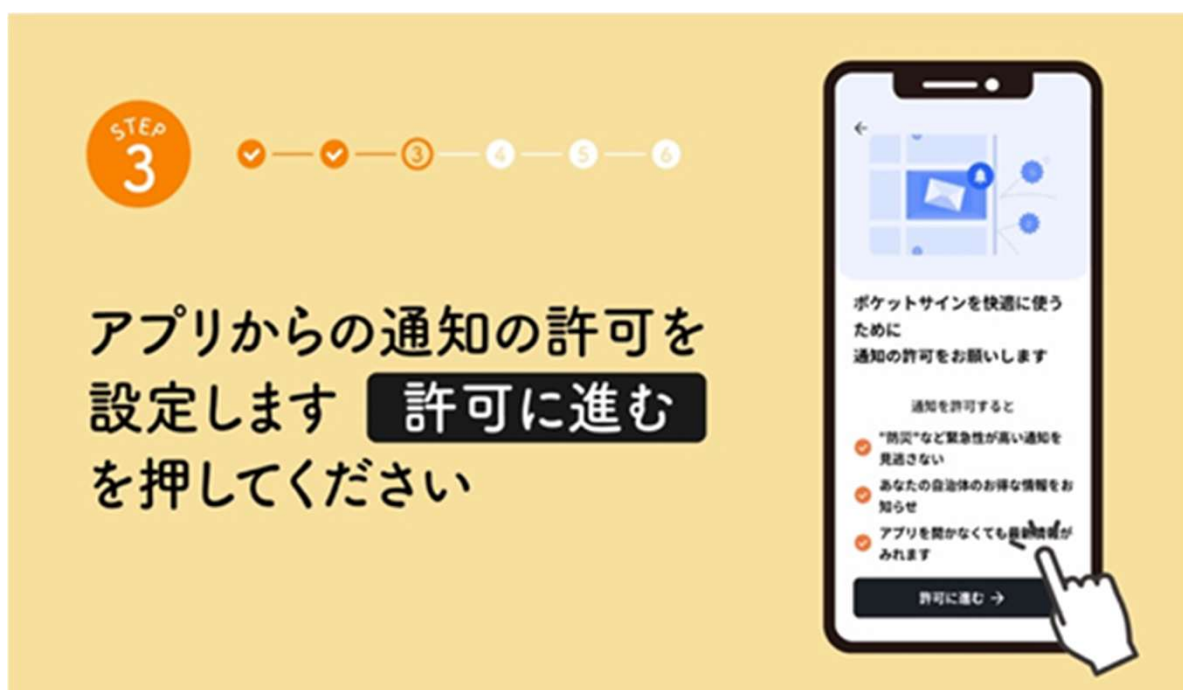 STEP
3
3 4 5 6
アプリからの通知の許可を
設定します 許可に進む
を押してください
←
ポケットサインを快適に使う
ために
通知の許可をお願いします
通知を許可すると
"防災"など緊急性が高い通知を
見逃さない
あなたの自治体のお得な情報をお
知らせ
アプリを開かなくても最新情報が
みれます
許可に進む →